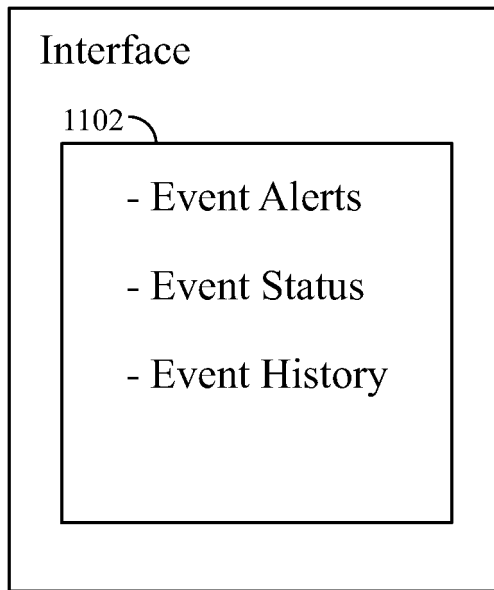 Interface
1102
- Event Alerts
- Event Status
- Event History